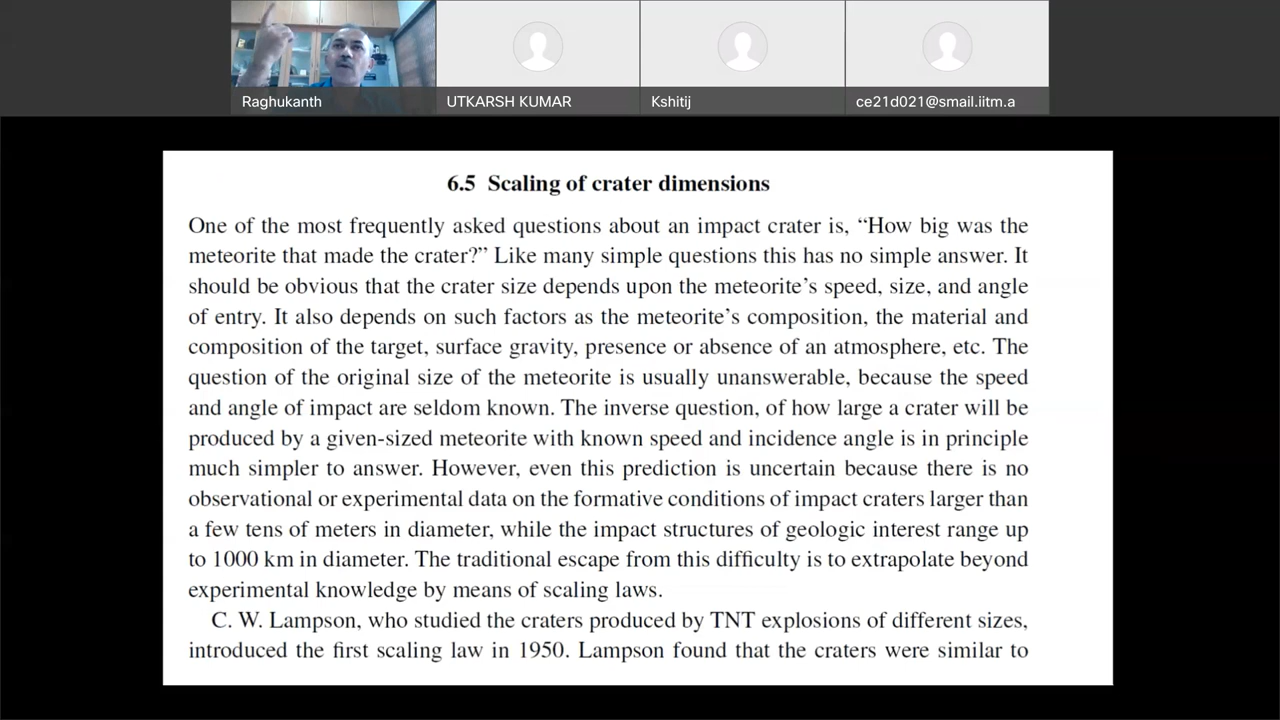 Raghukanth
UTKARSH KUMAR
Kshitij
ce21d021@smail.iitm.a
6.5 Scaling of crater dimensions
One of the most frequently asked questions about an impact crater is, “How big was the
meteorite that made the crater?” Like many simple questions this has no simple answer. It
should be obvious that the crater size depends upon the meteorite’s speed, size, and angle
of entry. It also depends on such factors as the meteorite’s composition, the material and
composition of the target, surface gravity, presence or absence of an atmosphere, etc. The
question of the original size of the meteorite is usually unanswerable, because the speed
and angle of impact are seldom known. The inverse question, of how large a crater will be
produced by a given-sized meteorite with known speed and incidence angle is in principle
much simpler to answer. However, even this prediction is uncertain because there is no
observational or experimental data on the formative conditions of impact craters larger than
a few tens of meters in diameter, while the impact structures of geologic interest range up
to 1000 km in diameter. The traditional escape from this difficulty is to extrapolate beyond
experimental knowledge by means of scaling laws.
C. W. Lampson, who studied the craters produced by TNT explosions of different sizes,
introduced the first scaling law in 1950. Lampson found that the craters were similar to